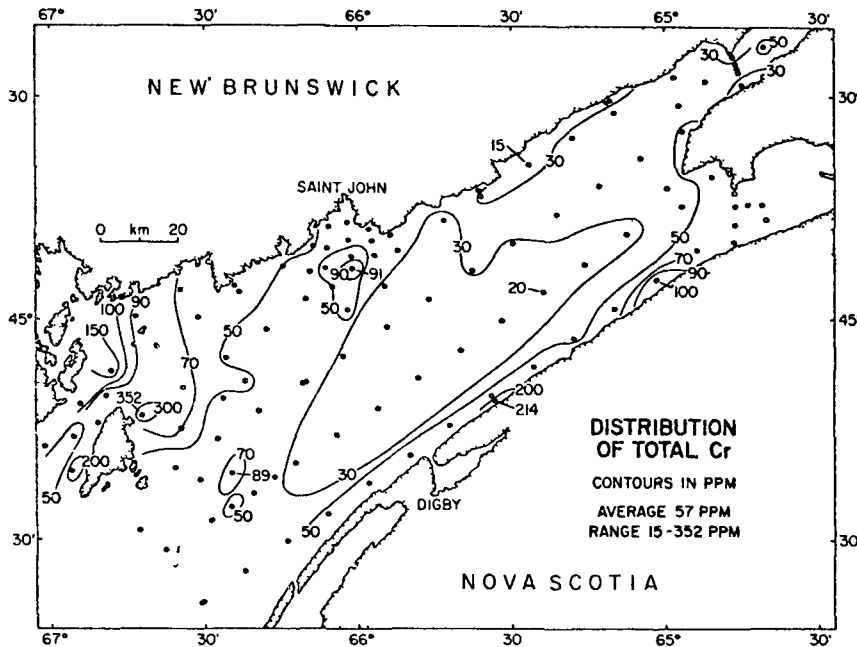 67° 30' 66° 30' 65° 30'
50
30
30
30'
NEW BRUNSWICK
30'
15
30
SAINT JOHN
0 km 20
30
50
70
90
91
90
100
20
50
100 90
45°
150
50
70
45°
352
300
200
214
DISTRIBUTION
OF TOTAL Cr
70
200
89
CONTOURS IN PPM
50
30
50
DIGBY
AVERAGE 57 PPM
RANGE 15-352 PPM
30'
50
30'
NOVA SCOTIA
67° 30' 66° 30' 65° 30'